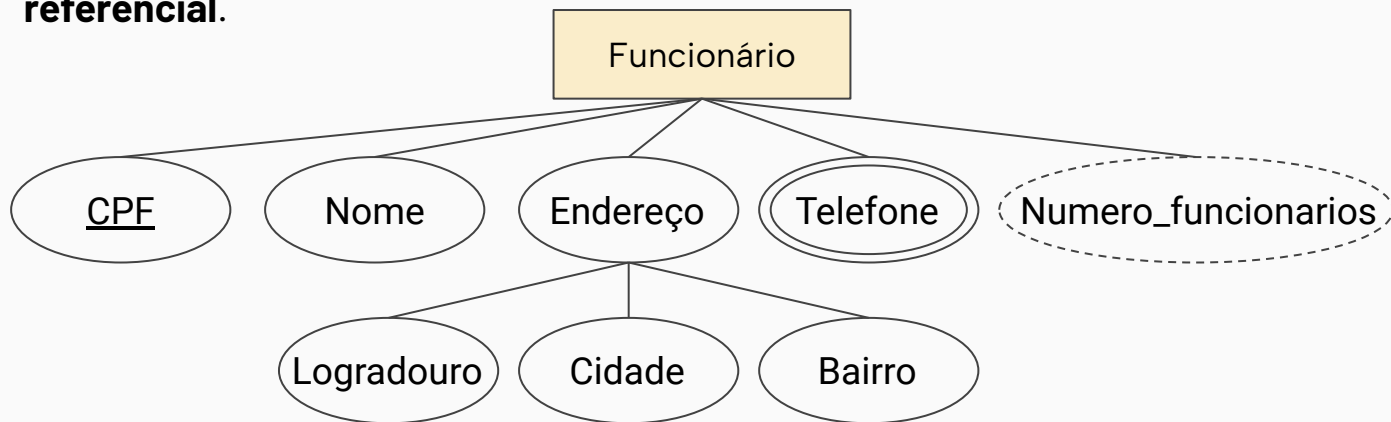 referencial.
Funcionário
CPF
Nome
Endereço
Telefone
Numero_funcionarios
Logradouro
Cidade
Bairro